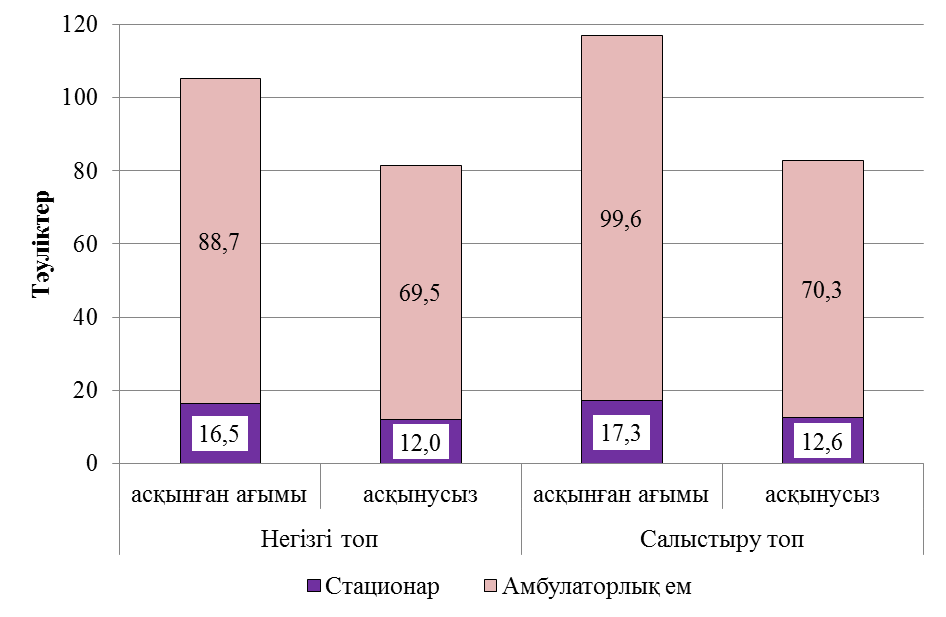 120
100
80
60
40
20
0
Тәуліктер
88,7
69,5
99,6
70,3
16,5
12,0
17,3
12,6
асқынған ағымы
асқынусыз
асқынған ағымы
асқынусыз
Негізгі топ
Салыстыру топ
Стационар
Амбулаторлық ем